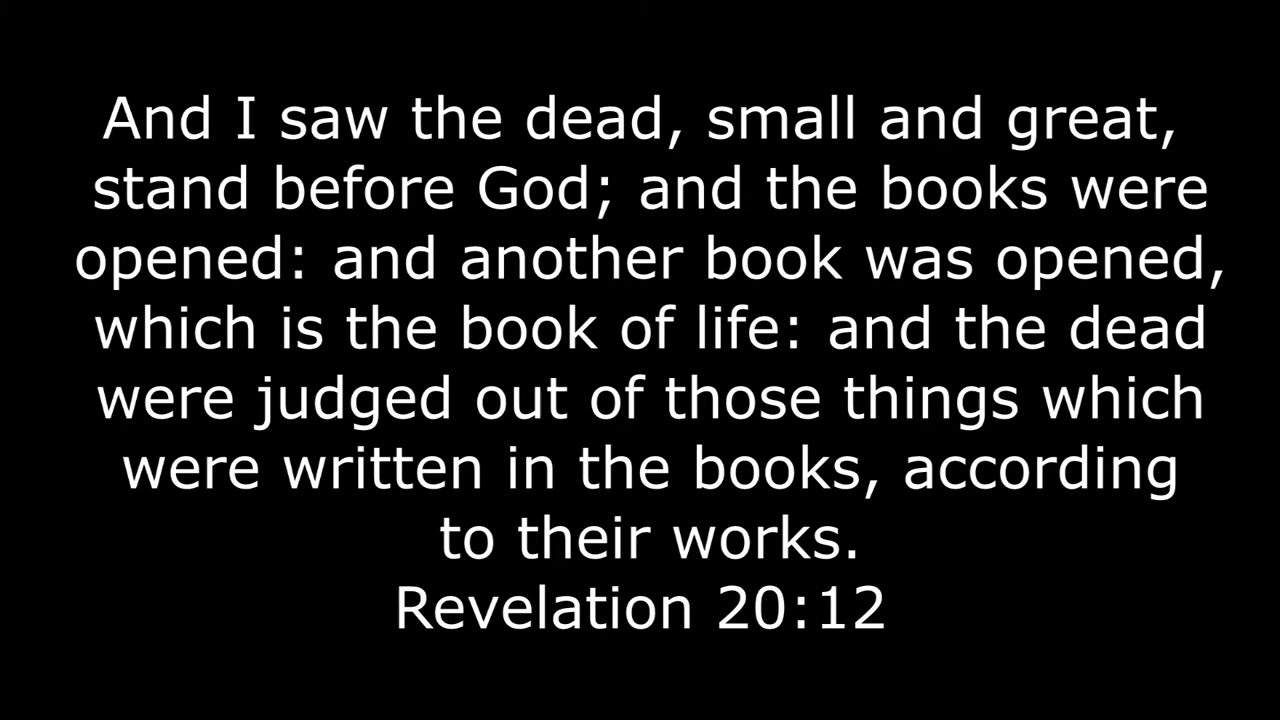 And I saw the dead, small and great,
stand before God; and the books were
opened: and another book was opened,
which is the book of life: and the dead
were judged out of those things which
were written in the books, according
to their works.
Revelation 20:12